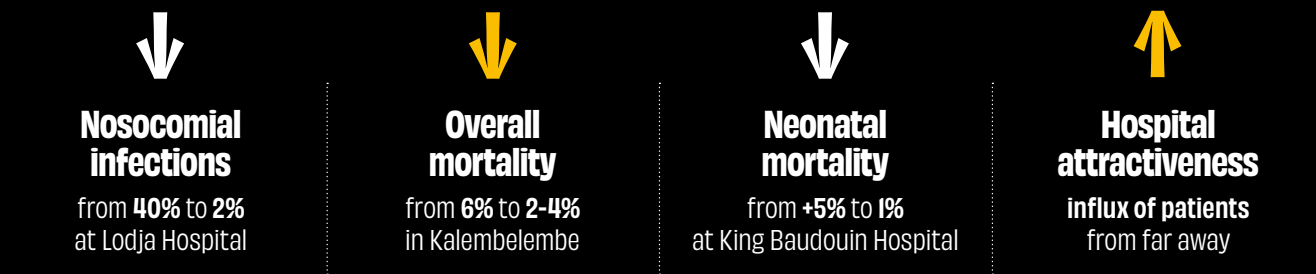 Nosocomial
infections
from 40% to 2%
at Lodja Hospital
Overall
mortality
from 6% to 2-4%
in Kalembelembe
Neonatal
mortality
from +5% to 1%
at King Baudouin Hospital
Hospital
attractiveness
influx of patients
from far away